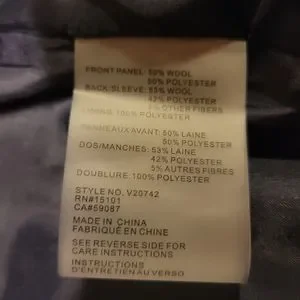 FRONT PANEL: 50% WOOL
50% POLYESTER
BACK/SLEEVE: 53% WOOL
42% POLYESTER
5% OTHER FIBERS
LINING: 100% POLYESTER
PANNEAUX AVANT: 50% LAINE
50% POLYESTER
DOS/MANCHES: 53% LAINE
42% POLYESTER
5% AUTRES FIBRES
DOUBLURE: 100% POLYESTER
STYLE NO. V20742
RN#15101
CA#59087
MADE IN CHINA
FABRIQUÉ EN CHINE
SEE REVERSE SIDE FOR
CARE INSTRUCTIONS
INSTRUCTIONS
D'ENTRETIEN AU VERSO